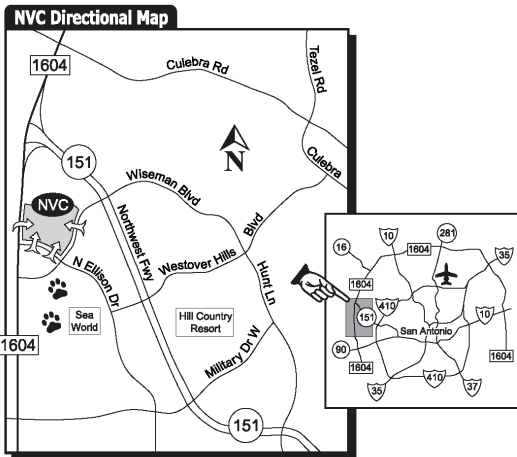 NVC Directional Map
1604
Culebra Rd
Tezel Rd
Culebra
N
151
Wiseman Blvd
NVC
Northwest Fwy
Blvd
Westover Hills
N Ellison Dr
Hunt Ln
Sea
World
Hill Country
Resort
1604
Military Dr W
151
10
281
16
1604
35
1604
410
151
10
San Antonio
90
1604
1604
35
410
37